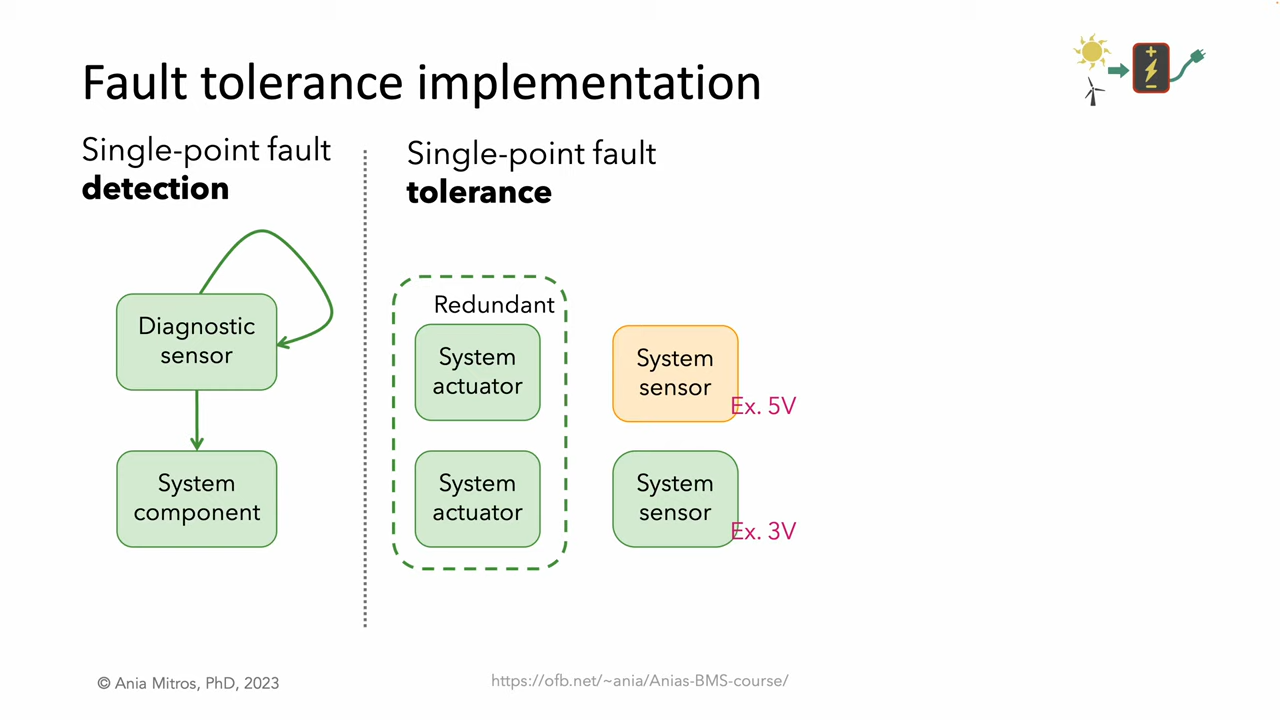 Fault tolerance implementation
Single-point fault
detection
Diagnostic
sensor
System
component
Single-point fault
tolerance
Redundant
System
actuator
System
actuator
System
sensor
Ex. 5V
System
sensor
Ex. 3V
© Ania Mitros, PhD, 2023
https://ofb.net/~ania/Anias-BMS-course/